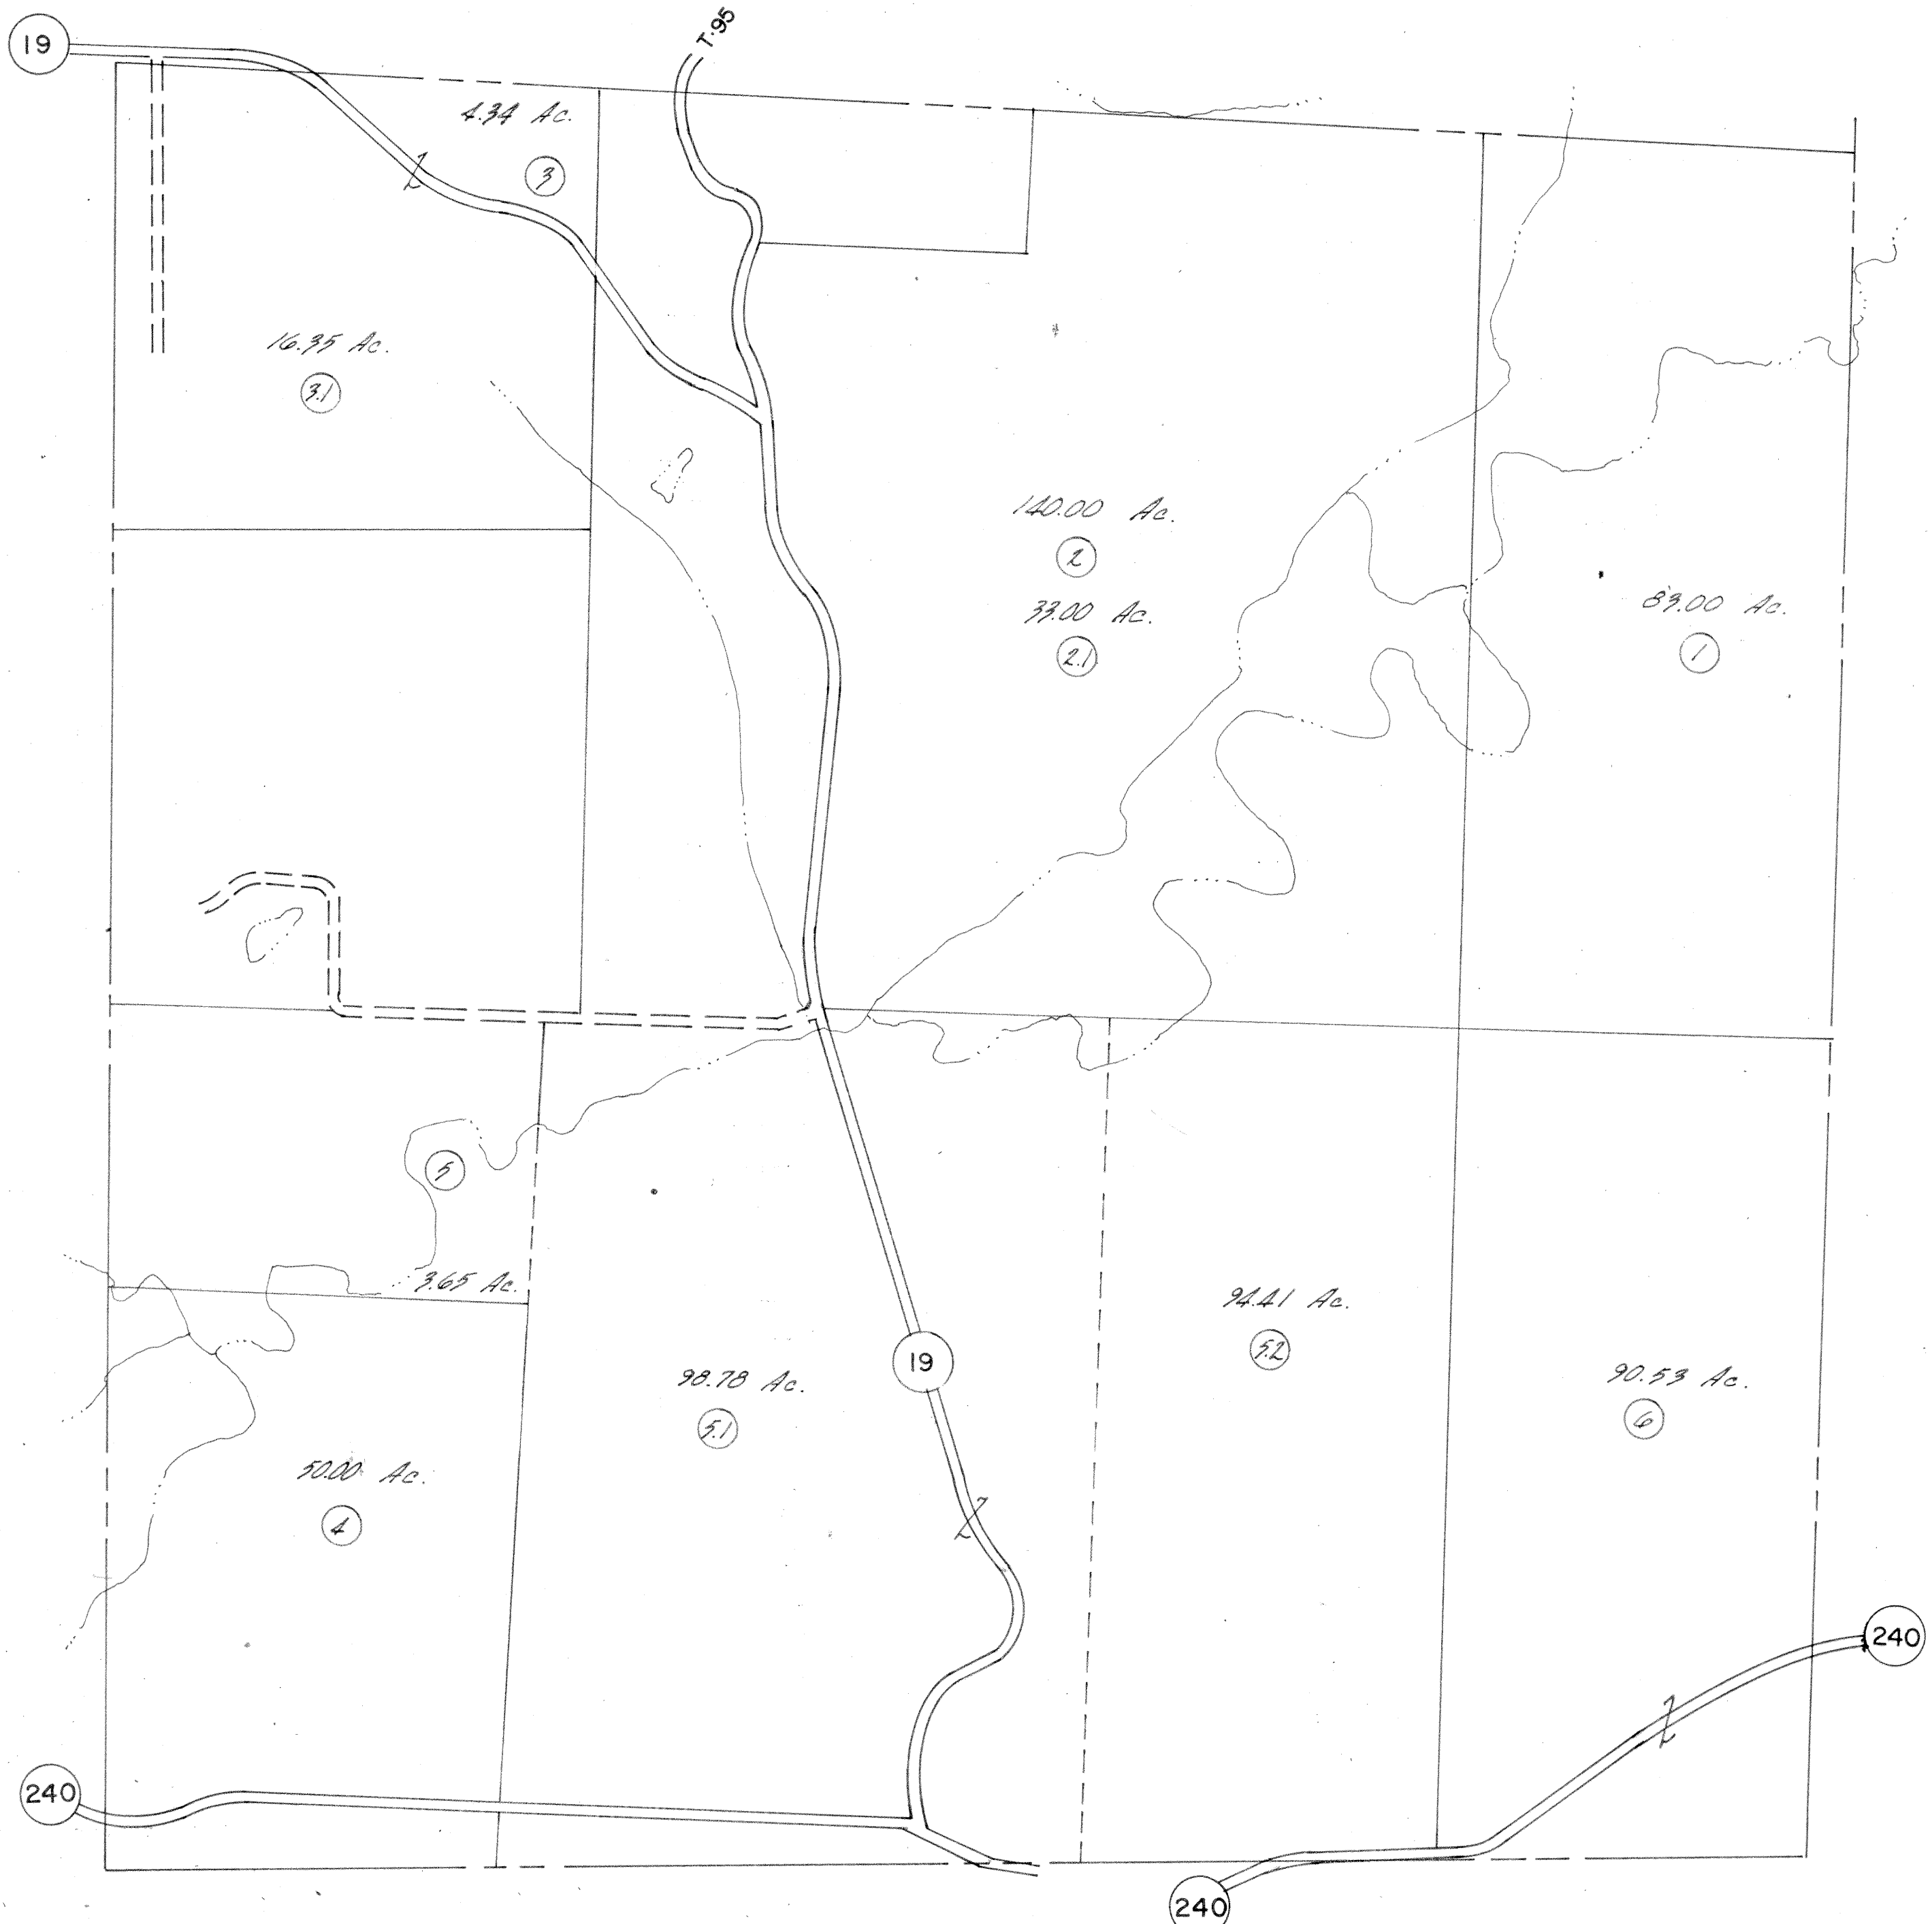 19
T-95
4.34 Ac.
3
16.35 Ac.
3.1
140.00 Ac.
2
33.00 Ac.
2.1
83.00 Ac.
1
5
3.65 Ac.
94.41 Ac.
5.2
19
98.78 Ac.
5.1
90.53 Ac.
6
50.00 Ac.
4
240
240
240